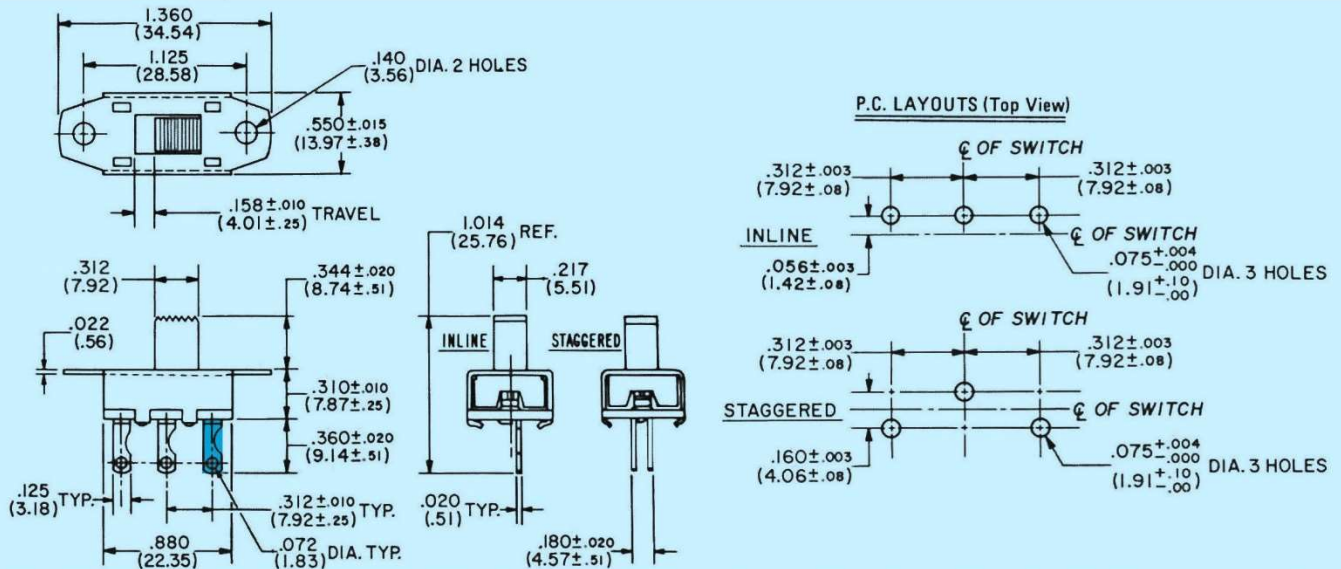 1.360
(34.54)
1.125
(28.58)
.140
(3.56) DIA. 2 HOLES
.550±.015
(13.97±.38)
.158±.010
(4.01±.25) TRAVEL
.312
(7.92)
.344±.020
(8.74±.51)
.022
(.56)
.310±.010
(7.87±.25)
.360±.020
(9.14±.51)
.125
(3.18) TYP.
.312±.010
(7.92±.25) TYP.
.880
(22.35)
.072
(1.83) DIA. TYP.
1.014
(25.76) REF.
.217
(5.51)
INLINE
STAGGERED
.020
(.51) TYP.
.180±.020
(4.57±.51)
P.C. LAYOUTS (Top View)
℄ OF SWITCH
.312±.003
(7.92±.08)
.312±.003
(7.92±.08)
INLINE
℄ OF SWITCH
.056±.003
(1.42±.08)
.075+.004-.000
(1.91+.10-.00) DIA. 3 HOLES
℄ OF SWITCH
.312±.003
(7.92±.08)
.312±.003
(7.92±.08)
STAGGERED
℄ OF SWITCH
.160±.003
(4.06±.08)
.075+.004-.000
(1.91+.10-.00) DIA. 3 HOLES